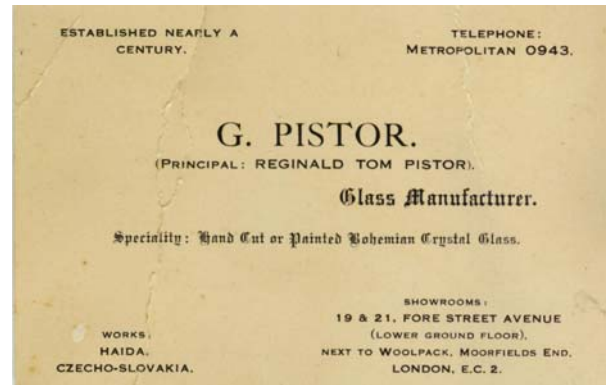 ESTABLISHED NEARLY A
CENTURY.
TELEPHONE:
METROPOLITAN 0943.
G. PISTOR.
(PRINCIPAL: REGINALD TOM PISTOR).
Glass Manufacturer.
Speciality: Hand Cut or Painted Bohemian Crystal Glass.
WORKS:
HAIDA,
CZECHO-SLOVAKIA.
SHOWROOMS:
19 & 21, FORE STREET AVENUE
(LOWER GROUND FLOOR),
NEXT TO WOOLPACK, MOORFIELDS END,
LONDON, E.C. 2.